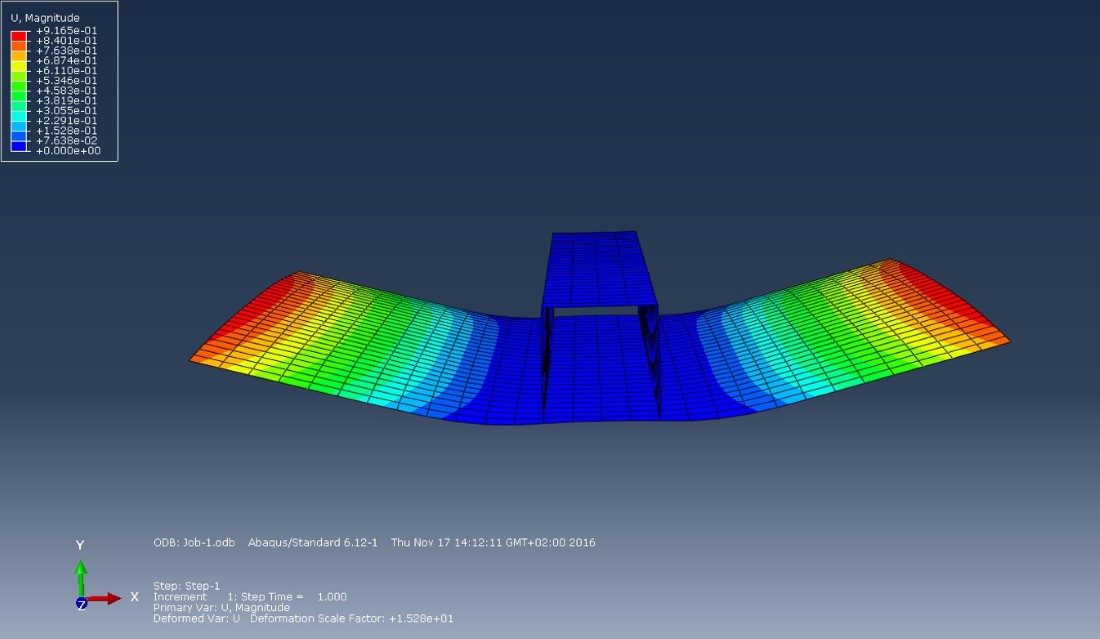 U, Magnitude
+9.165e-01
+8.401e-01
+7.638e-01
+6.874e-01
+6.110e-01
+5.346e-01
+4.583e-01
+3.819e-01
+3.055e-01
+2.291e-01
+1.528e-01
+7.638e-02
+0.000e+00
Y
X
Z
ODB: Job-1.odb Abaqus/Standard 6.12-1 Thu Nov 17 14:12:11 GMT+02:00 2016
Step: Step-1
Increment 1: Step Time = 1.000
Primary Var: U, Magnitude
Deformed Var: U Deformation Scale Factor: +1.528e+01